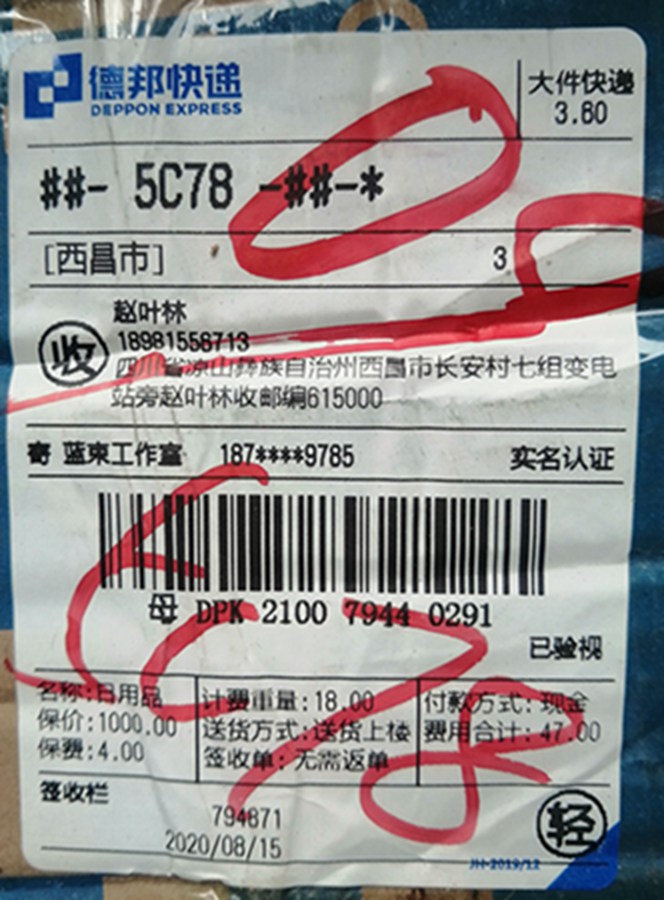 德邦快递
DEPPON EXPRESS
大件快递
3.60
##- 5C78 -##-*
[西昌市]
3
赵叶林
18981558713
收
四川省凉山彝族自治州西昌市长安村七组变电
站旁赵叶林收邮编615000
寄 蓝束工作室 187****9785 实名认证
母 DPK 2100 7944 0291
已验视
名称:日用品
保价:1000.00
保费:4.00
计费重量:18.00
送货方式:送货上楼
签收单:无需返单
付款方式:现金
费用合计:47.00
签收栏
794871
2020/08/15
轻
JH-2019/12